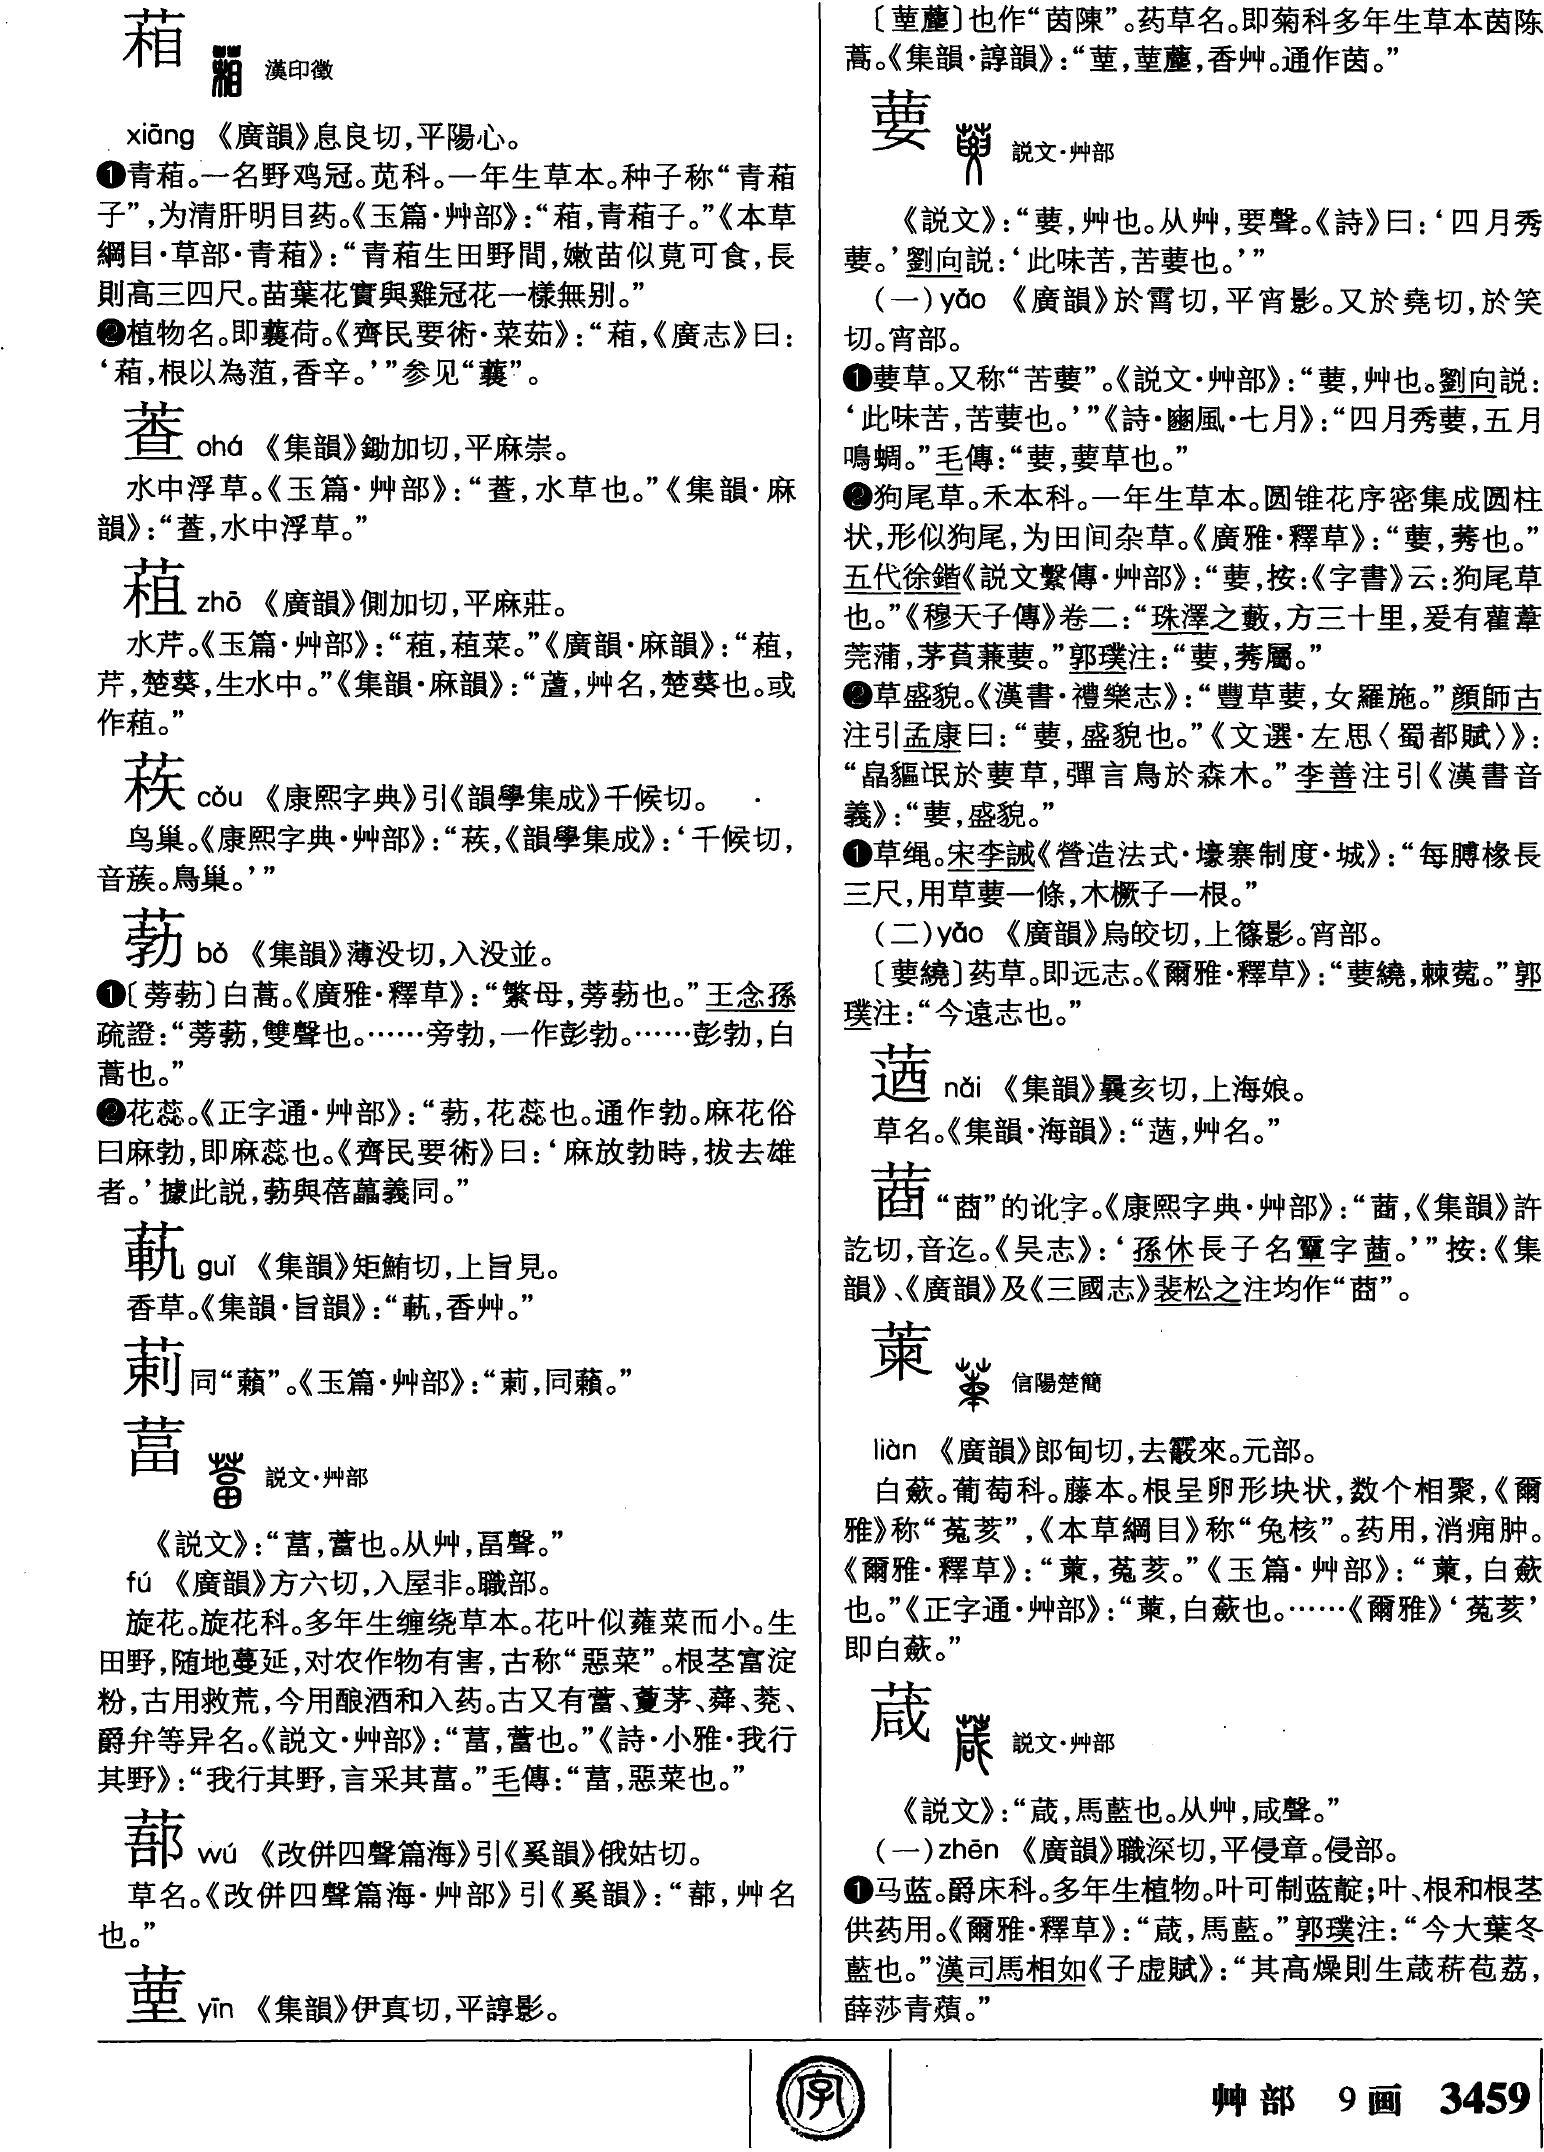 葙
漢印徵
xiāng 《廣韻》息良切,平陽心。
❶青葙。一名野鸡冠。苋科。一年生草本。种子称“青葙
子”,为清肝明目药。《玉篇·艸部》:“葙,青葙子。”《本草
綱目·草部·青葙》:“青葙生田野間,嫩苗似莧可食,長
則高三四尺。苗葉花實與雞冠花一樣無别。”
❷植物名。即蘘荷。《齊民要術·菜茹》:“葙,《廣志》曰:
‘葙,根以為菹,香辛。’”参见“蘘”。
chá 《集韻》鋤加切,平麻崇。
水中浮草。《玉篇·艸部》:“䕓,水草也。”《集韻·麻
韻》:“䕓,水中浮草。”
葅 zhā 《廣韻》側加切,平麻莊。
水芹。《玉篇·艸部》:“葅,葅菜。”《廣韻·麻韻》:“葅,
芹,楚葵,生水中。”《集韻·麻韻》:“蘆,艸名,楚葵也。或
作葅。”
蔟 còu 《康熙字典》引《韻學集成》千候切。
鸟巢。《康熙字典·艸部》:“𦳢,《韻學集成》:‘千候切,
音蔟。鳥巢。’”
葧 bó 《集韻》薄没切,入没並。
❶〔蒡葧〕白蒿。《廣雅·釋草》:“繁母,蒡葧也。”王念孫
疏證:“蒡葧,雙聲也。……旁勃,一作彭勃。……彭勃,白
蒿也。”
❷花蕊。《正字通·艸部》:“葧,花蕊也。通作勃。麻花俗
曰麻勃,即麻蕊也。《齊民要術》曰:‘麻放勃時,拔去雄
者。’據此説,葧與蓓蕌義同。”
guǐ 《集韻》矩鮪切,上旨見。
香草。《集韻·旨韻》:“𦳓,香艸。”
葪 同“藾”。《玉篇·艸部》:“莿,同藾。”
葍
説文·艸部
《説文》:“葍,䔰也。从艸,畐聲。”
fú 《廣韻》方六切,入屋非。職部。
旋花。旋花科。多年生缠绕草本。花叶似蕹菜而小。生
田野,随地蔓延,对农作物有害,古称“惡菜”。根茎富淀
粉,古用救荒,今用酿酒和入药。古又有䔰、藑茅、蕣、菮、
爵弁等异名。《説文·艸部》:“葍,䔰也。”《詩·小雅·我行
其野》:“我行其野,言采其葍。”毛傳:“葍,惡菜也。”
蔀 wú 《改併四聲篇海》引《奚韻》俄姑切。
草名。《改併四聲篇海·艸部》引《奚韻》:“䓊,艸名
也。”
𦳞 yīn 《集韻》伊真切,平諄影。
〔𦳞蔯〕也作“茵陳”。药草名。即菊科多年生草本茵陈
蒿。《集韻·諄韻》:“𦳞,𦳞蔯,香艸。通作茵。”
葽
説文·艸部
《説文》:“葽,艸也。从艸,要聲。《詩》曰:‘四月秀
葽。’劉向説:‘此味苦,苦葽也。’”
(一)yāo 《廣韻》於霄切,平宵影。又於堯切,於笑
切。宵部。
❶葽草。又称“苦葽”。《説文·艸部》:“葽,艸也。劉向説:
‘此味苦,苦葽也。’”《詩·豳風·七月》:“四月秀葽,五月
鳴蜩。”毛傳:“葽,葽草也。”
❷狗尾草。禾本科。一年生草本。圆锥花序密集成圆柱
状,形似狗尾,为田间杂草。《廣雅·釋草》:“葽,莠也。”
五代徐鍇《説文繫傳·艸部》:“葽,按:《字書》云:狗尾草
也。”《穆天子傳》卷二:“珠澤之藪,方三十里,爰有雚葦
莞蒲,茅萯蒹葽。”郭璞注:“葽,莠屬。”
❷草盛貌。《漢書·禮樂志》:“豐草葽,女羅施。”顔師古
注引孟康曰:“葽,盛貌也。”《文選·左思〈蜀都賦〉》:
“皛貙氓於葽草,彈言鳥於森木。”李善注引《漢書音
義》:“葽,盛貌。”
❶草绳。宋李誡《營造法式·壕寨制度·城》:“每膊椽長
三尺,用草葽一條,木橛子一根。”
(二)yǎo 《廣韻》烏皎切,上篠影。宵部。
〔葽繞〕药草。即远志。《爾雅·釋草》:“葽繞,棘蒬。”郭
璞注:“今遠志也。”
nǎi 《集韻》曩亥切,上海娘。
草名。《集韻·海韻》:“䓴,艸名。”
“莔”的讹字。《康熙字典·艸部》:“𦳣,《集韻》許
訖切,音迄。《吴志》:‘孫休長子名𩅦字𦳣。’”按:《集
韻》、《廣韻》及《三國志》裴松之注均作“莔”。
萰
信陽楚簡
liàn 《廣韻》郎甸切,去霰來。元部。
白蔹。葡萄科。藤本。根呈卵形块状,数个相聚,《爾
雅》称“菟荄”,《本草綱目》称“兔核”。药用,消痈肿。
《爾雅·釋草》:“萰,菟荄。”《玉篇·艸部》:“萰,白蘞
也。”《正字通·艸部》:“萰,白蘞也。……《爾雅》‘菟荄’
即白蘞。”
葴
説文·艸部
《説文》:“葴,馬藍也。从艸,咸聲。”
(一)zhēn 《廣韻》職深切,平侵章。侵部。
❶马蓝。爵床科。多年生植物。叶可制蓝靛;叶、根和根茎
供药用。《爾雅·釋草》:“葴,馬藍。”郭璞注:“今大葉冬
藍也。”漢司馬相如《子虚賦》:“其高燥則生葴菥苞荔,
薛莎青薠。”
字
艸部 9画 3459